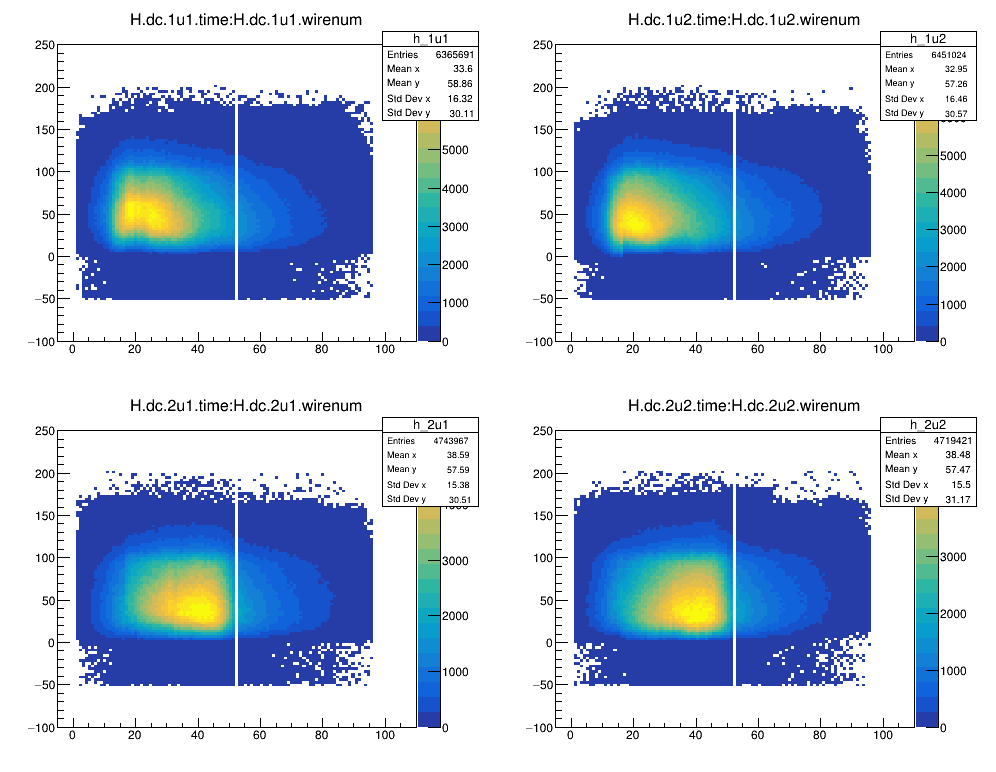 H.dc.1u1.time:H.dc.1u1.wirenum
h_1u1
Entries 6365691
Mean x 33.6
Mean y 58.86
Std Dev x 16.32
Std Dev y 30.11
250
200
150
100
50
0
−50
−100
0 20 40 60 80 100
5000
4000
3000
2000
1000
0
H.dc.1u2.time:H.dc.1u2.wirenum
h_1u2
Entries 6451024
Mean x 32.95
Mean y 57.26
Std Dev x 16.46
Std Dev y 30.57
250
200
150
100
50
0
−50
−100
0 20 40 60 80 100
5000
4000
3000
2000
1000
0
H.dc.2u1.time:H.dc.2u1.wirenum
h_2u1
Entries 4743967
Mean x 38.59
Mean y 57.59
Std Dev x 15.38
Std Dev y 30.51
250
200
150
100
50
0
−50
−100
0 20 40 60 80 100
3000
2000
1000
0
H.dc.2u2.time:H.dc.2u2.wirenum
h_2u2
Entries 4719421
Mean x 38.48
Mean y 57.47
Std Dev x 15.5
Std Dev y 31.17
250
200
150
100
50
0
−50
−100
0 20 40 60 80 100
3000
2000
1000
0